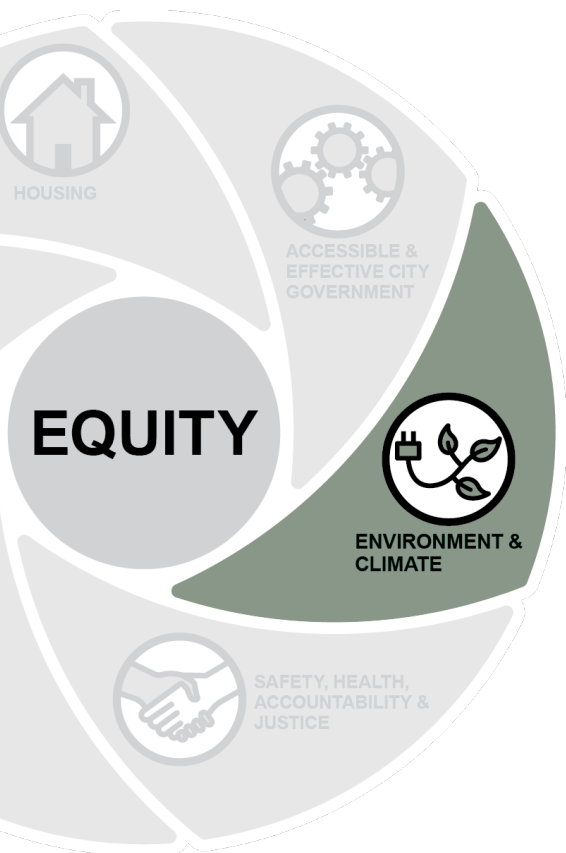 HOUSING
ACCESSIBLE &
EFFECTIVE CITY
GOVERNMENT
EQUITY
ENVIRONMENT &
CLIMATE
SAFETY, HEALTH,
ACCOUNTABILITY &
JUSTICE